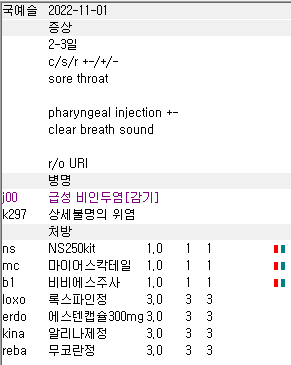 국예슬 2022-11-01
증상
2-3일
c/s/r +-/+/-
sore throat
pharyngeal injection +-
clear breath sound
r/o URI
병명
j00 급성 비인두염[감기]
k297 상세불명의 위염
처방
ns NS250kit 1,0 1 1
mc 마이어스칵테일 1,0 1 1
b1 비비에스주사 1,0 1 1
loxo 록스파인정 3,0 3 3
erdo 에스텐캡슐300mg 3,0 3 3
kina 알리나제정 3,0 3 3
reba 무코란정 3,0 3 3